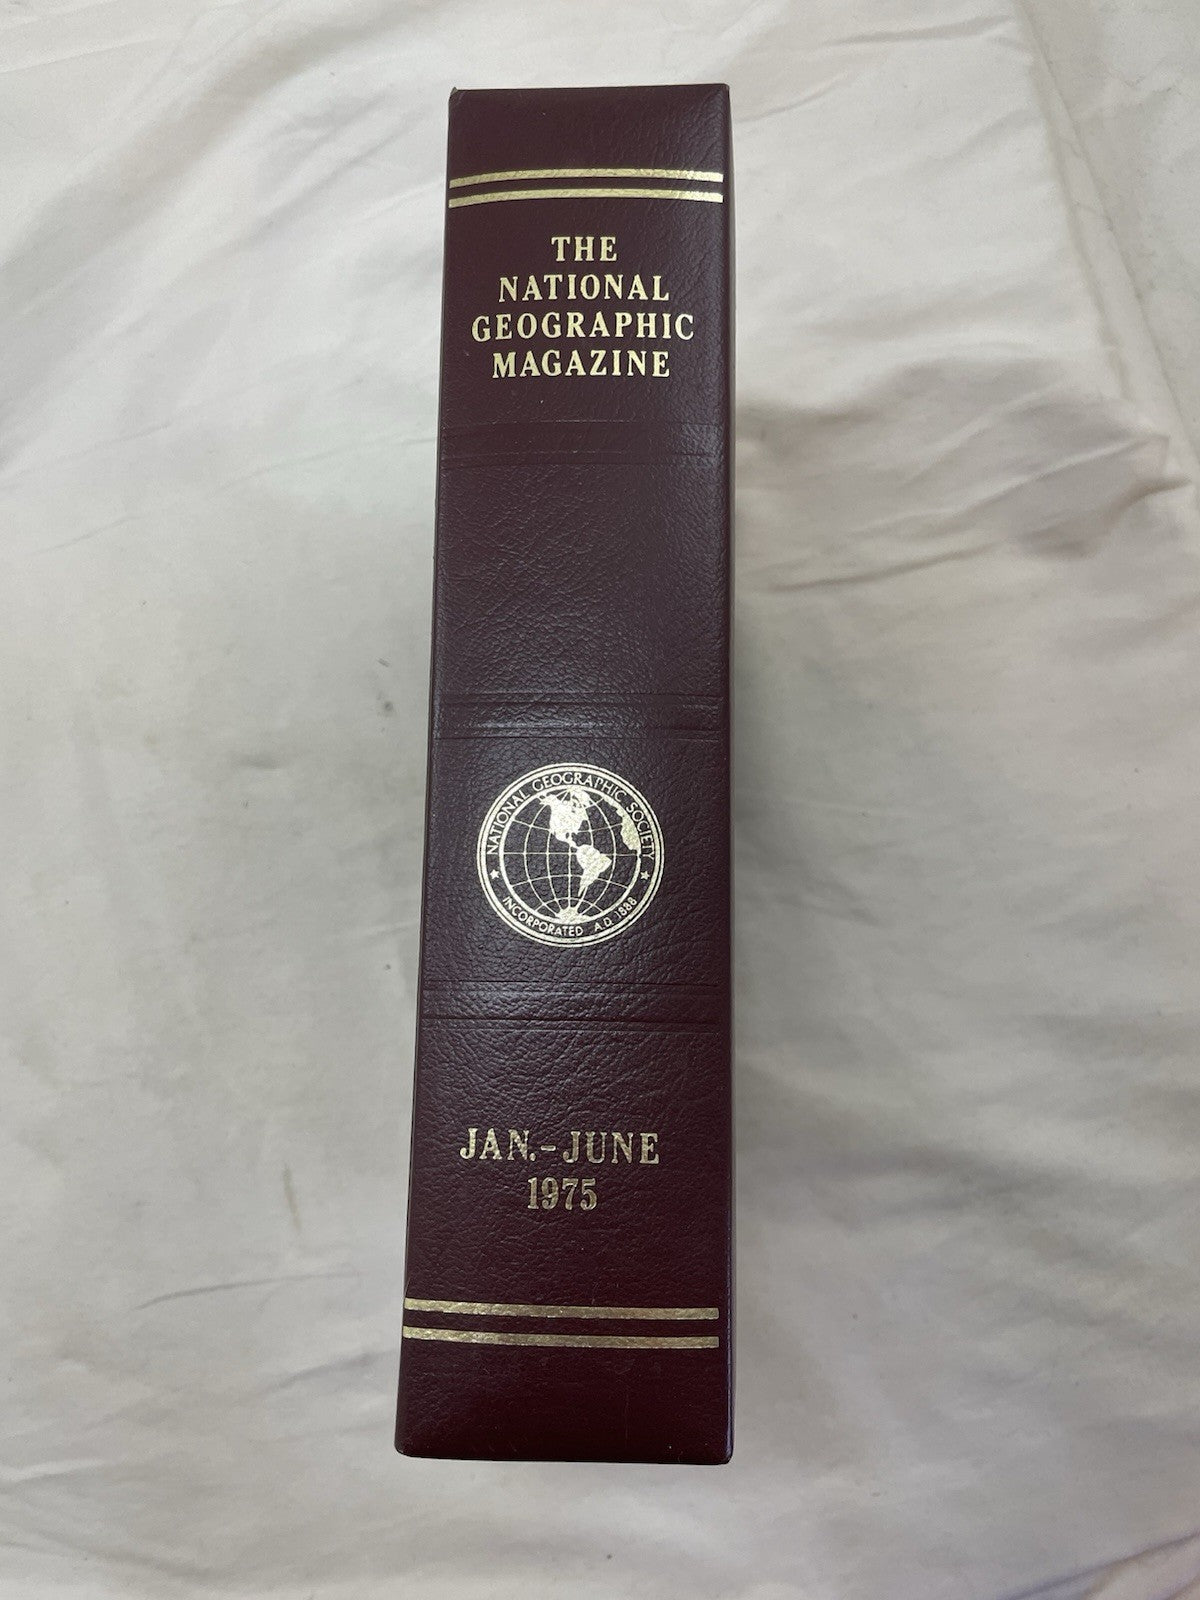 THE
NATIONAL
GEOGRAPHIC
MAGAZINE
NATIONAL GEOGRAPHIC SOCIETY
INCORPORATED A.D. 1888
JAN.-JUNE
1975